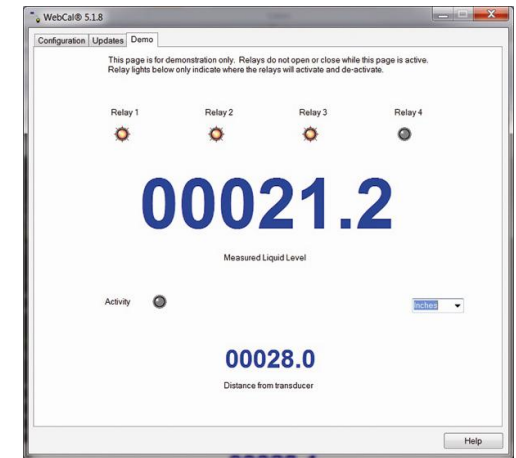 WebCal® 5.1.8
Configuration Updates Demo
This page is for demonstration only. Relays do not open or close while this page is active.
Relay lights below only indicate where the relays will activate and de-activate.
Relay 1 Relay 2 Relay 3 Relay 4
00021.2
Measured Liquid Level
Activity
Inches
00028.0
Distance from transducer
Help